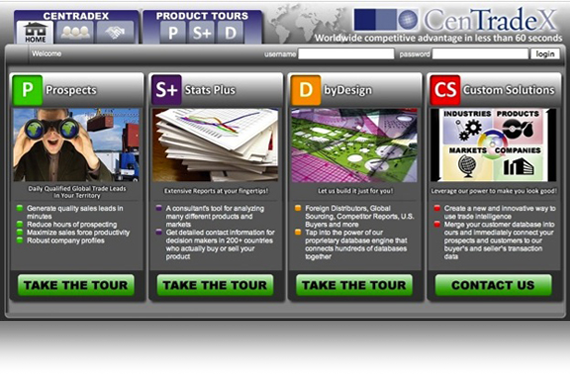 CENTRADEX
PRODUCT TOURS
HOME
P S+ D
CenTradeX
Worldwide competitive advantage in less than 60 seconds
Welcome
username
password
login
P Prospects
Daily Qualified Global Trade Leads
In Your Territory
Generate quality sales leads in
minutes
Reduce hours of prospecting
Maximize sales force productivity
Robust company profiles
TAKE THE TOUR
S+ Stats Plus
Extensive Reports at your fingertips!
A consultant's tool for analyzing
many different products and
markets
Get detailed contact information for
decision makers in 200+ countries
who actually buy or sell your
product
TAKE THE TOUR
D byDesign
Let us build it just for you!
Foreign Distributors, Global
Sourcing, Competitor Reports, U.S.
Buyers and more
Tap into the power of our
proprietary database engine that
connects hundreds of databases
together
TAKE THE TOUR
CS Custom Solutions
INDUSTRIES PRODUCTS
MARKETS COMPANIES
Leverage our power to make you look good!
Create a new and innovative way to
use trade intelligence
Merge your customer database into
ours and immediately connect your
prospects and customers to our
buyer"s and seller"s transaction
data
CONTACT US